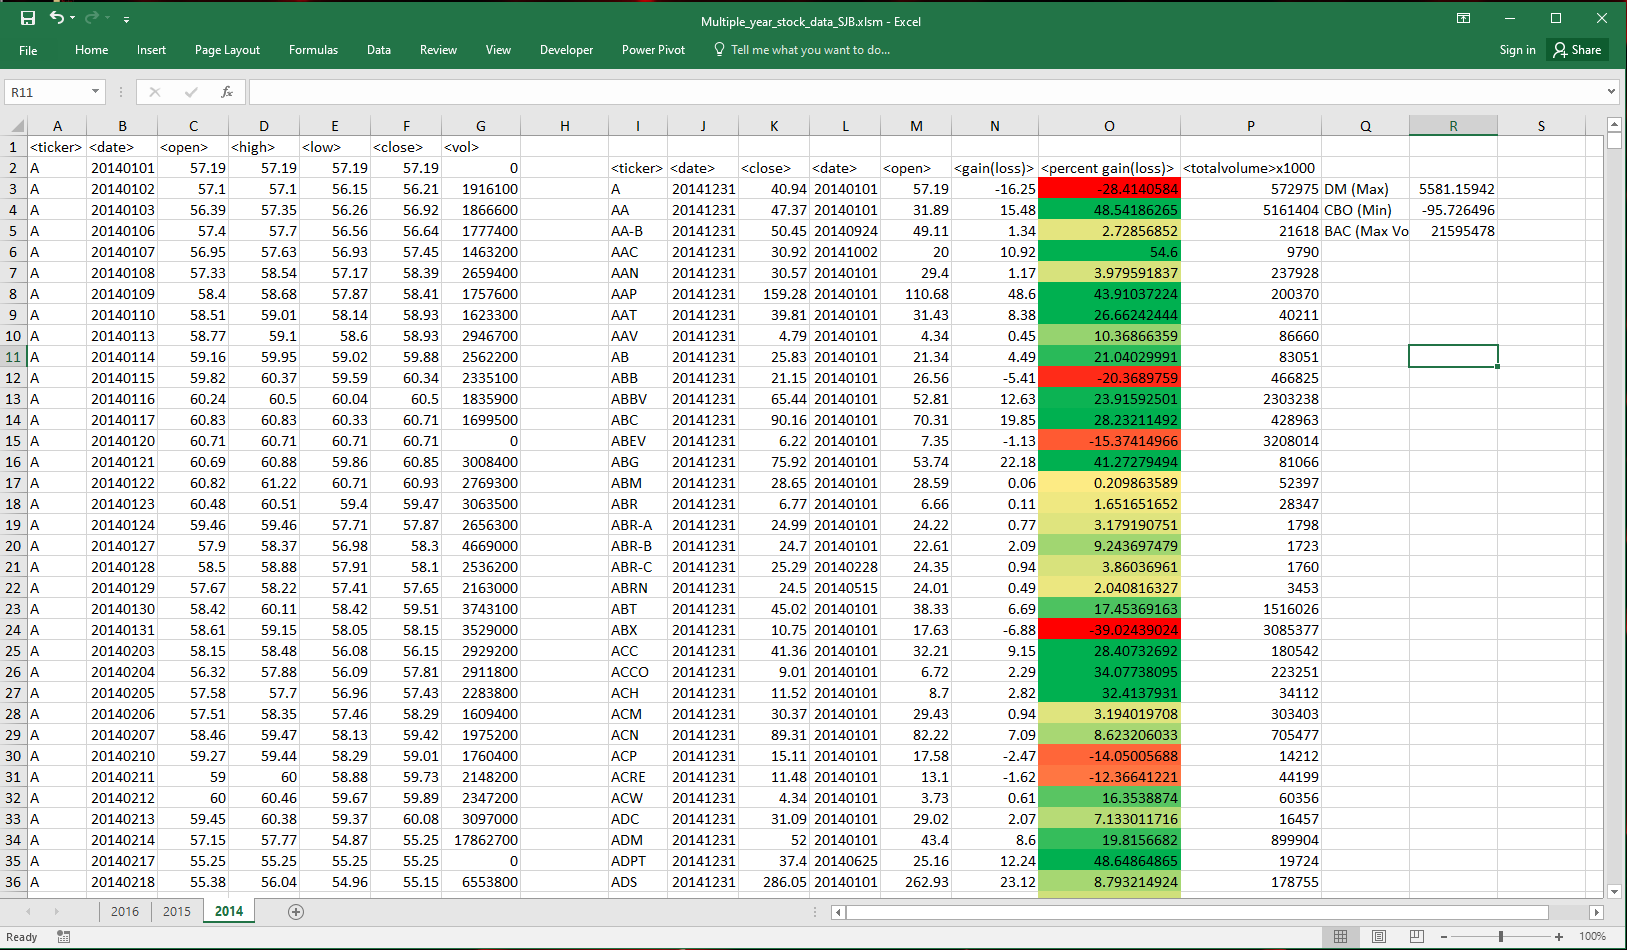 Multiple_year_stock_data_SJB.xlsm - Excel
File Home Insert Page Layout Formulas Data Review View Developer Power Pivot Tell me what you want to do... Sign in Share
R11 fx
A B C D E F G H I J K L M N O P Q R S
1 <ticker> <date> <open> <high> <low> <close> <vol>
2 A 20140101 57.19 57.19 57.19 57.19 0 <ticker> <date> <close> <date> <open> <gain(loss)> <percent gain(loss)> <totalvolume>x1000
3 A 20140102 57.1 57.1 56.15 56.21 1916100 A 20141231 40.94 20140101 57.19 -16.25 -28.4140584 572975 DM (Max) 5581.15942
4 A 20140103 56.39 57.35 56.26 56.92 1866600 AA 20141231 47.37 20140101 31.89 15.48 48.54186265 5161404 CBO (Min) -95.726496
5 A 20140106 57.4 57.7 56.56 56.64 1777400 AA-B 20141231 50.45 20140924 49.11 1.34 2.72856852 21618 BAC (Max Vo 21595478
6 A 20140107 56.95 57.63 56.93 57.45 1463200 AAC 20141231 30.92 20141002 20 10.92 54.6 9790
7 A 20140108 57.33 58.54 57.17 58.39 2659400 AAN 20141231 30.57 20140101 29.4 1.17 3.979591837 237928
8 A 20140109 58.4 58.68 57.87 58.41 1757600 AAP 20141231 159.28 20140101 110.68 48.6 43.91037224 200370
9 A 20140110 58.51 59.01 58.14 58.93 1623300 AAT 20141231 39.81 20140101 31.43 8.38 26.66242444 40211
10 A 20140113 58.77 59.1 58.6 58.93 2946700 AAV 20141231 4.79 20140101 4.34 0.45 10.36866359 86660
11 A 20140114 59.16 59.95 59.02 59.88 2562200 AB 20141231 25.83 20140101 21.34 4.49 21.04029991 83051
12 A 20140115 59.82 60.37 59.59 60.34 2335100 ABB 20141231 21.15 20140101 26.56 -5.41 -20.3689759 466825
13 A 20140116 60.24 60.5 60.04 60.5 1835900 ABBV 20141231 65.44 20140101 52.81 12.63 23.91592501 2303238
14 A 20140117 60.83 60.83 60.33 60.71 1699500 ABC 20141231 90.16 20140101 70.31 19.85 28.23211492 428963
15 A 20140120 60.71 60.71 60.71 60.71 0 ABEV 20141231 6.22 20140101 7.35 -1.13 -15.37414966 3208014
16 A 20140121 60.69 60.88 59.86 60.85 3008400 ABG 20141231 75.92 20140101 53.74 22.18 41.27279494 81066
17 A 20140122 60.82 61.22 60.71 60.93 2769300 ABM 20141231 28.65 20140101 28.59 0.06 0.209863589 52397
18 A 20140123 60.48 60.51 59.4 59.47 3063500 ABR 20141231 6.77 20140101 6.66 0.11 1.651651652 28347
19 A 20140124 59.46 59.46 57.71 57.87 2656300 ABR-A 20141231 24.99 20140101 24.22 0.77 3.179190751 1798
20 A 20140127 57.9 58.37 56.98 58.3 4669000 ABR-B 20141231 24.7 20140101 22.61 2.09 9.243697479 1723
21 A 20140128 58.5 58.88 57.91 58.1 2536200 ABR-C 20141231 25.29 20140228 24.35 0.94 3.86036961 1760
22 A 20140129 57.67 58.22 57.41 57.65 2163000 ABRN 20141231 24.5 20140515 24.01 0.49 2.040816327 3453
23 A 20140130 58.42 60.11 58.42 59.51 3743100 ABT 20141231 45.02 20140101 38.33 6.69 17.45369163 1516026
24 A 20140131 58.61 59.15 58.05 58.15 3529000 ABX 20141231 10.75 20140101 17.63 -6.88 -39.02439024 3085377
25 A 20140203 58.15 58.48 56.08 56.15 2929200 ACC 20141231 41.36 20140101 32.21 9.15 28.40732692 180542
26 A 20140204 56.32 57.88 56.09 57.81 2911800 ACCO 20141231 9.01 20140101 6.72 2.29 34.07738095 223251
27 A 20140205 57.58 57.7 56.96 57.43 2283800 ACH 20141231 11.52 20140101 8.7 2.82 32.4137931 34112
28 A 20140206 57.51 58.35 57.46 58.29 1609400 ACM 20141231 30.37 20140101 29.43 0.94 3.194019708 303403
29 A 20140207 58.46 59.47 58.13 59.42 1975200 ACN 20141231 89.31 20140101 82.22 7.09 8.623206033 705477
30 A 20140210 59.27 59.44 58.29 59.01 1760400 ACP 20141231 15.11 20140101 17.58 -2.47 -14.05005688 14212
31 A 20140211 59 60 58.88 59.73 2148200 ACRE 20141231 11.48 20140101 13.1 -1.62 -12.36641221 44199
32 A 20140212 60 60.46 59.67 59.89 2347200 ACW 20141231 4.34 20140101 3.73 0.61 16.3538874 60356
33 A 20140213 59.45 60.38 59.37 60.08 3097000 ADC 20141231 31.09 20140101 29.02 2.07 7.133011716 16457
34 A 20140214 57.15 57.77 54.87 55.25 17862700 ADM 20141231 52 20140101 43.4 8.6 19.8156682 899904
35 A 20140217 55.25 55.25 55.25 55.25 0 ADPT 20141231 37.4 20140625 25.16 12.24 48.64864865 19724
36 A 20140218 55.38 56.04 54.96 55.15 6553800 ADS 20141231 286.05 20140101 262.93 23.12 8.793214924 178755
2016 2015 2014
Ready 100%